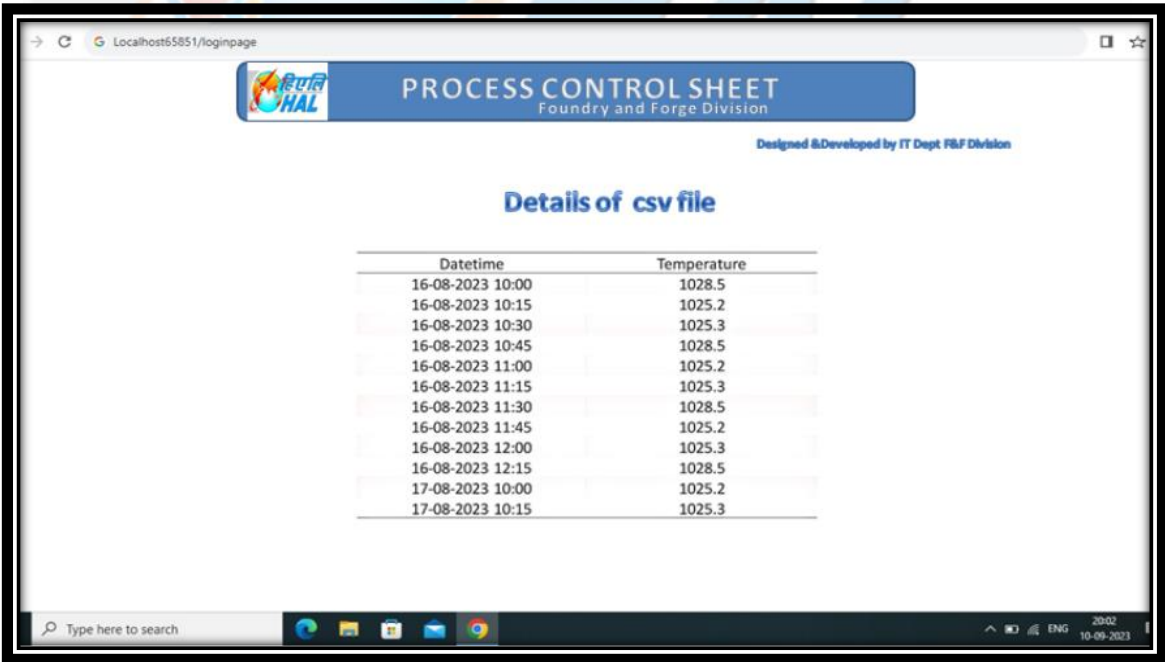 Localhost65851/loginpage
हिएलि
HAL
PROCESS CONTROL SHEET
Foundry and Forge Division
Designed &Developed by IT Dept F&F Division
Details of csv file
Datetime Temperature
16-08-2023 10:00 1028.5
16-08-2023 10:15 1025.2
16-08-2023 10:30 1025.3
16-08-2023 10:45 1028.5
16-08-2023 11:00 1025.2
16-08-2023 11:15 1025.3
16-08-2023 11:30 1028.5
16-08-2023 11:45 1025.2
16-08-2023 12:00 1025.3
16-08-2023 12:15 1028.5
17-08-2023 10:00 1025.2
17-08-2023 10:15 1025.3
Type here to search
ENG
20:02
10-09-2023